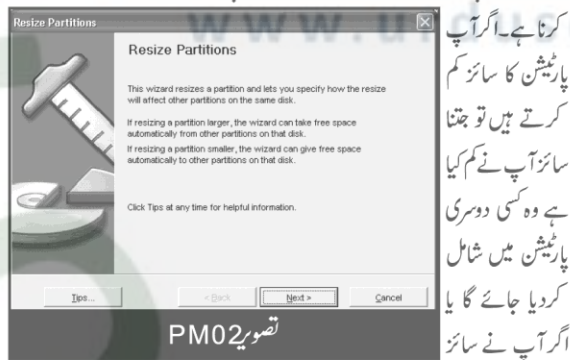 Resize Partitions
Resize Partitions
This wizard resizes a partition and lets you specify how the resize
will affect other partitions on the same disk.
If resizing a partition larger, the wizard can take free space
automatically from other partitions on that disk.
If resizing a partition smaller, the wizard can give free space
automatically to other partitions on that disk.
Click Tips at any time for helpful information.
Tips...
< Back
Next >
Cancel
تصویرPM02
کرنا ہے۔اگرآپ
پارٹیشن کا سائز کم
کرتے ہیں تو جتنا
سائز آپ نے کم کیا
ہے وہ کسی دوسری
پارٹیشن میں شامل
کردیا جائے گا یا
اگر آپ نے سائز